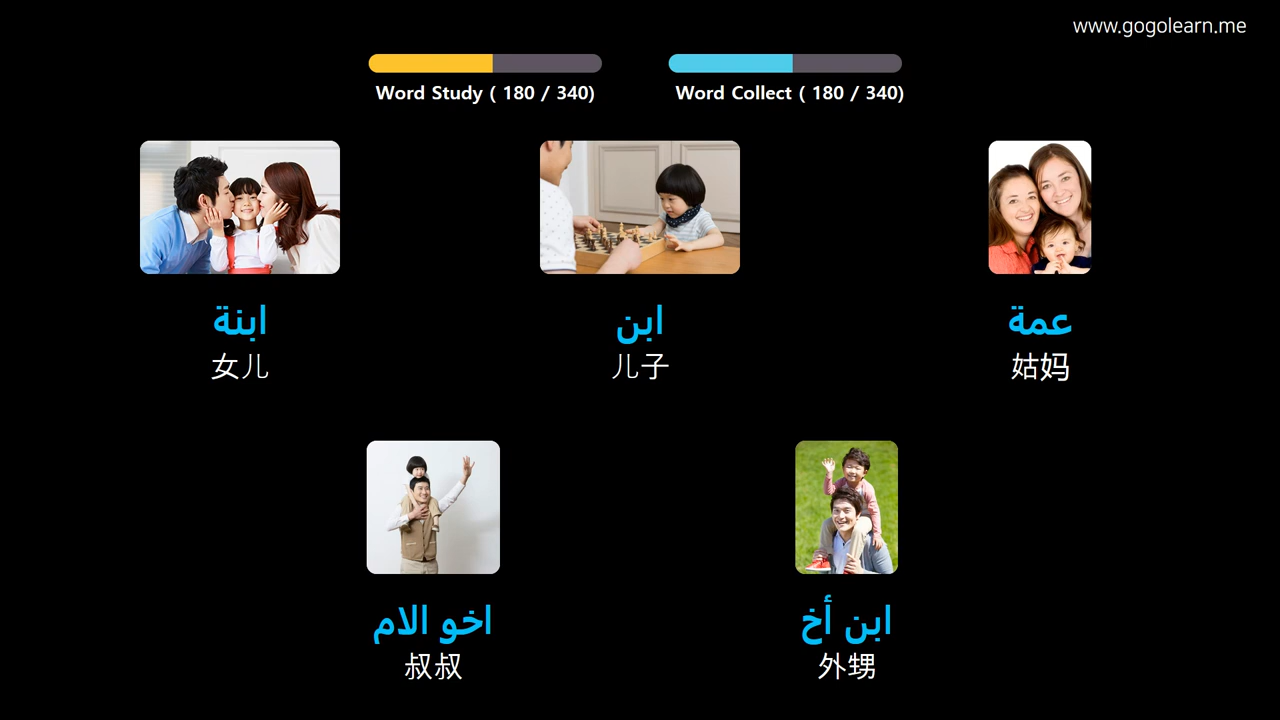 www.gogolearn.me
Word Study ( 180 / 340)
Word Collect ( 180 / 340)
ابنة
女儿
ابن
儿子
عمة
姑妈
اخو الام
叔叔
ابن أخ
外甥